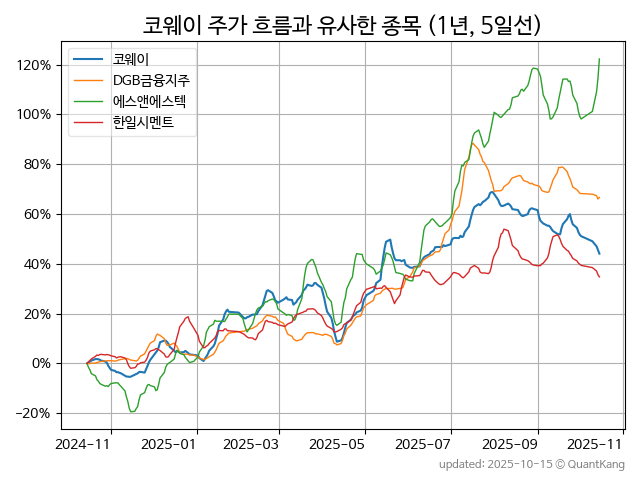 코웨이 주가 흐름과 유사한 종목 (1년, 5일선)
코웨이
DGB금융지주
에스앤에스텍
한일시멘트
120%
100%
80%
60%
40%
20%
0%
−20%
2024-11
2025-01
2025-03
2025-05
2025-07
2025-09
2025-11
updated: 2025-10-15 © QuantKang